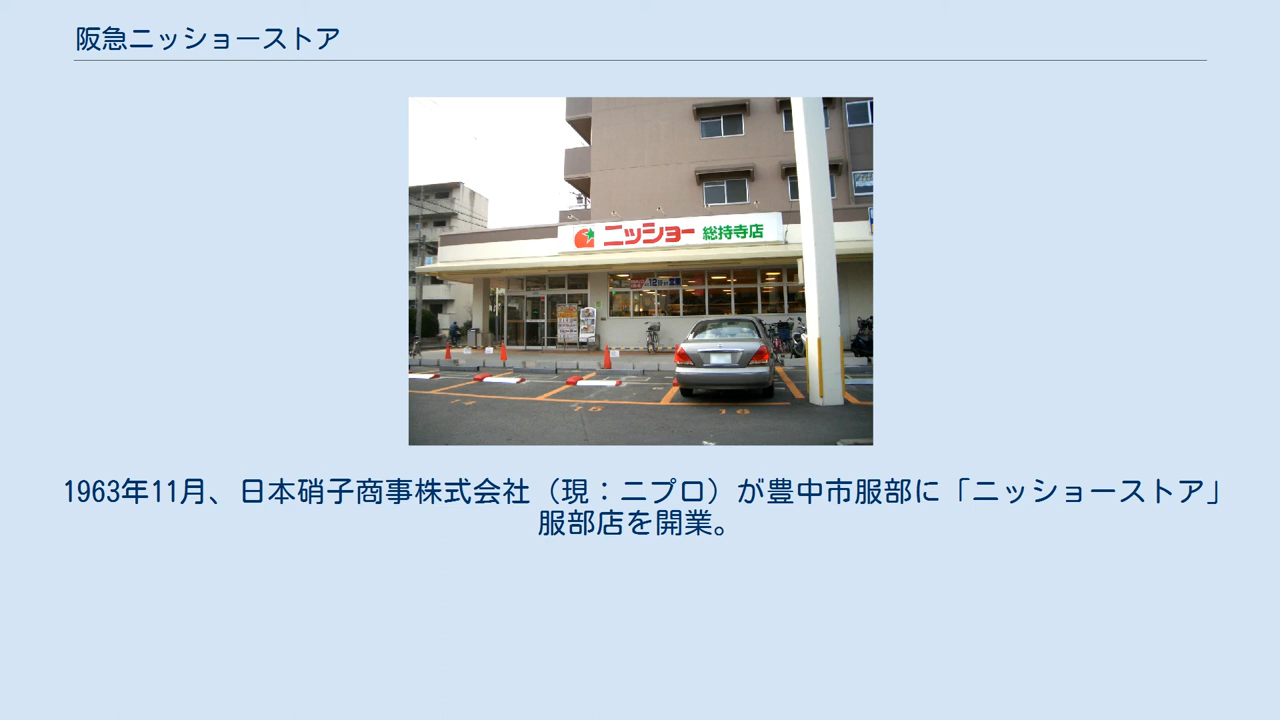 阪急ニッショーストア
ニッショー 総持寺店
14
15
16
1963年11月、日本硝子商事株式会社（現：ニプロ）が豊中市服部に「ニッショーストア」
服部店を開業。